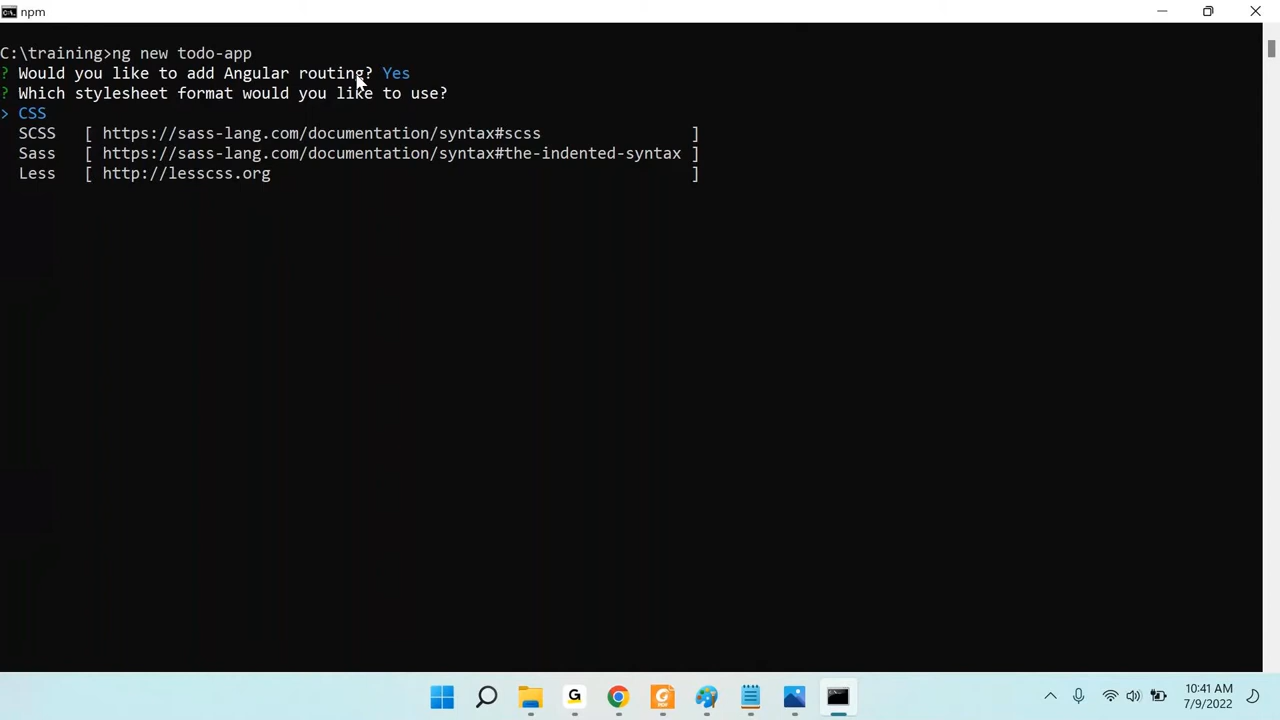 npm
C:\training>ng new todo-app
? Would you like to add Angular routing? Yes
? Which stylesheet format would you like to use?
> CSS
SCSS [ https://sass-lang.com/documentation/syntax#scss ]
Sass [ https://sass-lang.com/documentation/syntax#the-indented-syntax ]
Less [ http://lesscss.org ]
G
PDF
10:41 AM
7/9/2022